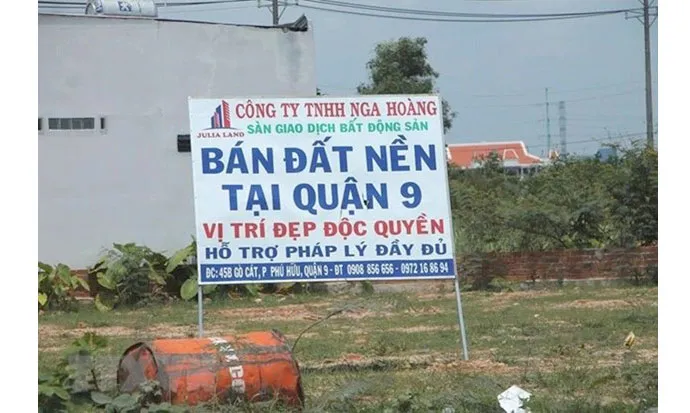 CÔNG TY TNHH NGA HOÀNG
JULIA LAND
SÀN GIAO DỊCH BẤT ĐỘNG SẢN
BÁN ĐẤT NỀN
TẠI QUẬN 9
VỊ TRÍ ĐẸP ĐỘC QUYỀN
HỖ TRỢ PHÁP LÝ ĐẦY ĐỦ
ĐC: 45B GÒ CÁT, P PHÚ HỮU, QUẬN 9 - ĐT 0908 856 656 - 0972 16 86 94